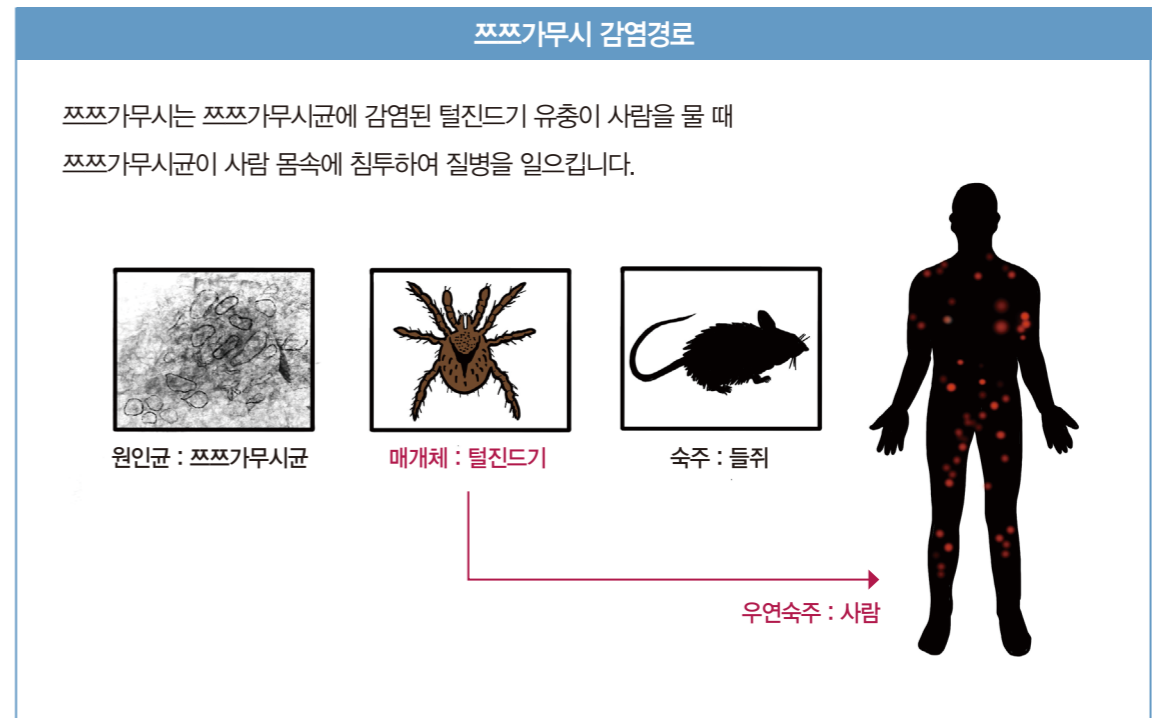 쯔쯔가무시 감염경로
쯔쯔가무시는 쯔쯔가무시균에 감염된 털진드기 유충이 사람을 물 때
쯔쯔가무시균이 사람 몸속에 침투하여 질병을 일으킵니다.
원인균 : 쯔쯔가무시균
매개체 : 털진드기
숙주 : 들쥐
우연숙주 : 사람